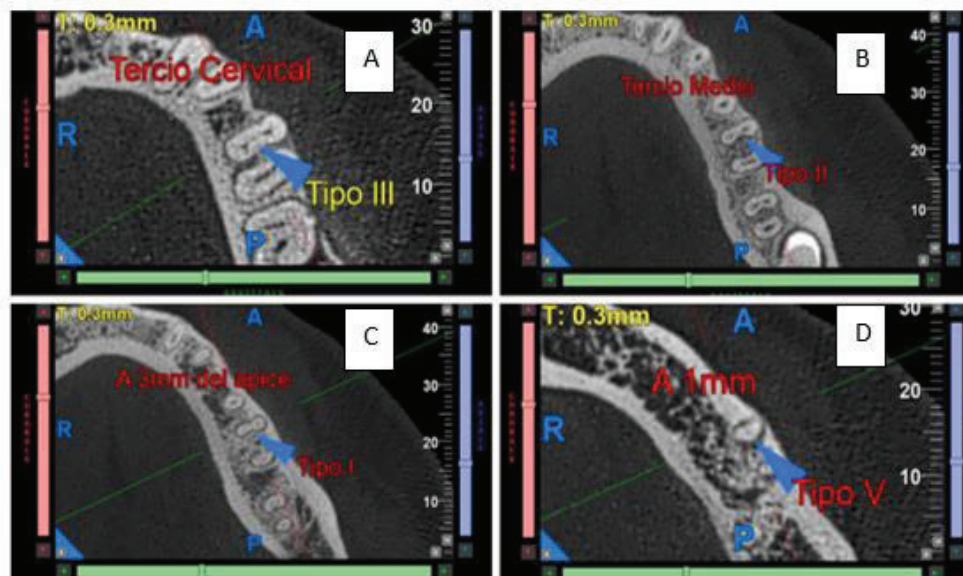 T: 0.3mm
A
A
30
Tercio Cervical
20
R
Tipo III
10
P
T: 0.3mm
A
B
40
Tercio Medio
30
R
20
Tipo II
10
P
T: 0.3mm
A
C
40
A 3mm del apice
30
R
20
Tipo I
10
P
T: 0.3mm
A
D
30
A 1mm
20
R
10
Tipo V
P